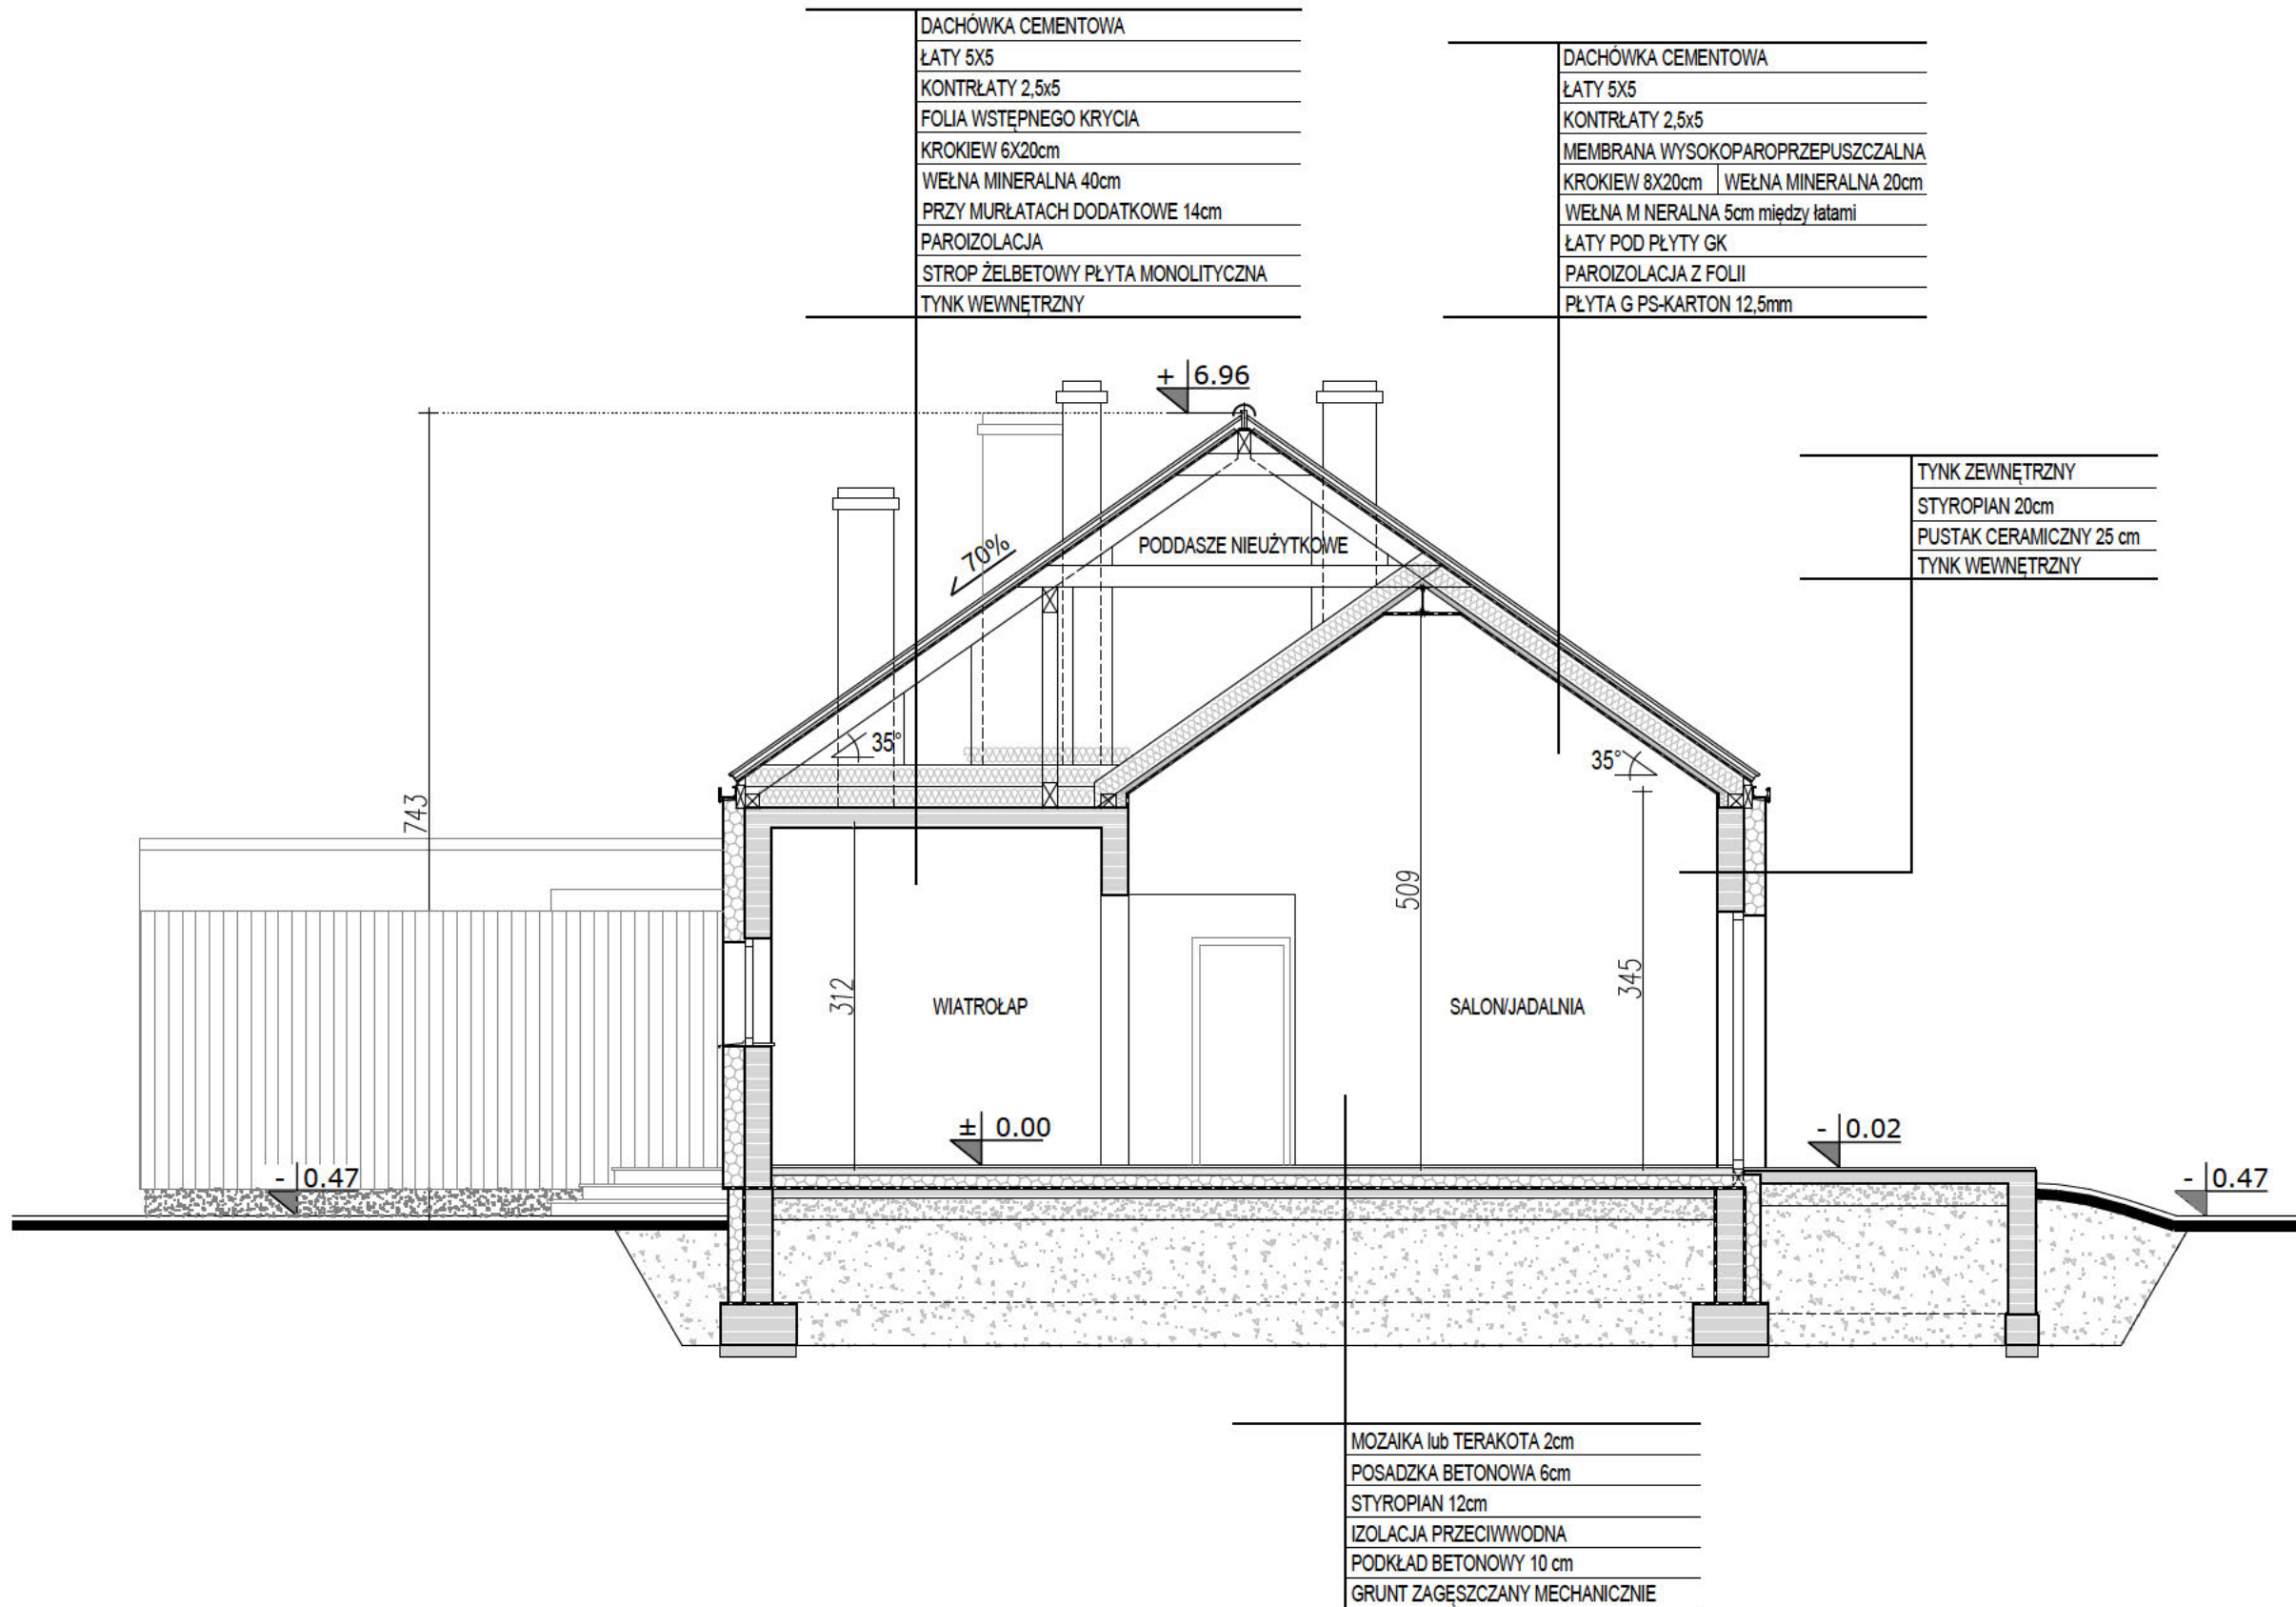 DACHÓWKA CEMENTOWA
ŁATY 5X5
KONTRŁATY 2,5x5
FOLIA WSTĘPNEGO KRYCIA
KROKIEW 6X20cm
WEŁNA MINERALNA 40cm
PRZY MURŁATACH DODATKOWE 14cm
PAROIZOLACJA
STROP ŻELBETOWY PŁYTA MONOLITYCZNA
TYNK WEWNĘTRZNY
DACHÓWKA CEMENTOWA
ŁATY 5X5
KONTRŁATY 2,5x5
MEMBRANA WYSOKOPAROPRZEPUSZCZALNA
KROKIEW 8X20cm WEŁNA MINERALNA 20cm
WEŁNA M NERALNA 5cm między łatami
ŁATY POD PŁYTY GK
PAROIZOLACJA Z FOLII
PŁYTA G PS-KARTON 12,5mm
+ 6.96
TYNK ZEWNĘTRZNY
STYROPIAN 20cm
PUSTAK CERAMICZNY 25 cm
TYNK WEWNĘTRZNY
70%
PODDASZE NIEUŻYTKOWE
35°
35°
743
509
312
345
WIATROŁAP
SALON/JADALNIA
± 0.00
- 0.02
- 0.47
- 0.47
MOZAIKA lub TERAKOTA 2cm
POSADZKA BETONOWA 6cm
STYROPIAN 12cm
IZOLACJA PRZECIWWODNA
PODKŁAD BETONOWY 10 cm
GRUNT ZAGĘSZCZANY MECHANICZNIE